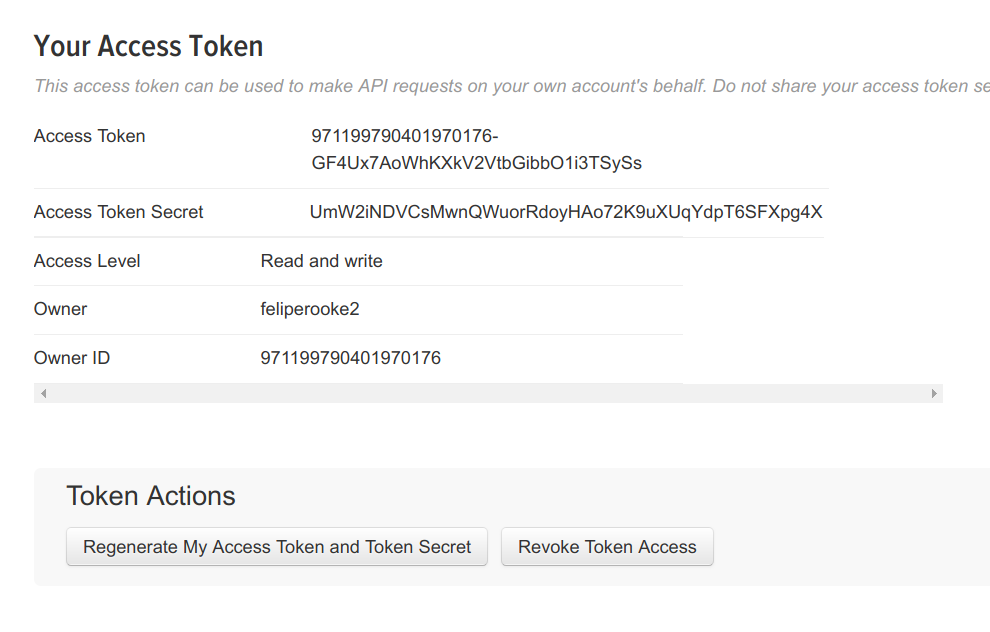 Your Access Token
This access token can be used to make API requests on your own account's behalf. Do not share your access token se
Access Token
971199790401970176-
GF4Ux7AoWhKXkV2VtbGibbO1i3TSySs
Access Token Secret UmW2iNDVCsMwnQWuorRdoyHAo72K9uXUqYdpT6SFXpg4X
Access Level Read and write
Owner feliperooke2
Owner ID 971199790401970176
Token Actions
Regenerate My Access Token and Token Secret Revoke Token Access